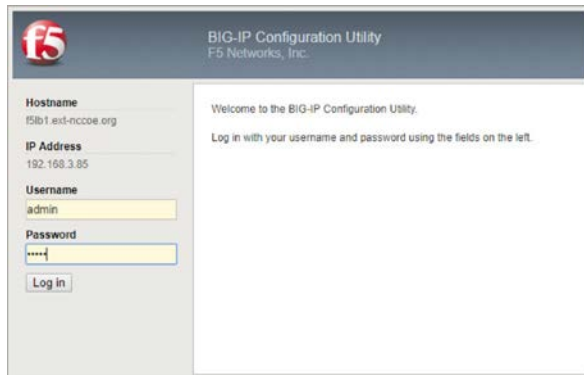 f5
BIG-IP Configuration Utility
F5 Networks, Inc.
Hostname
f5lb1.ext-nccoe.org
IP Address
192.168.3.85
Username
admin
Password
•••••
Log in
Welcome to the BIG-IP Configuration Utility.
Log in with your username and password using the fields on the left.